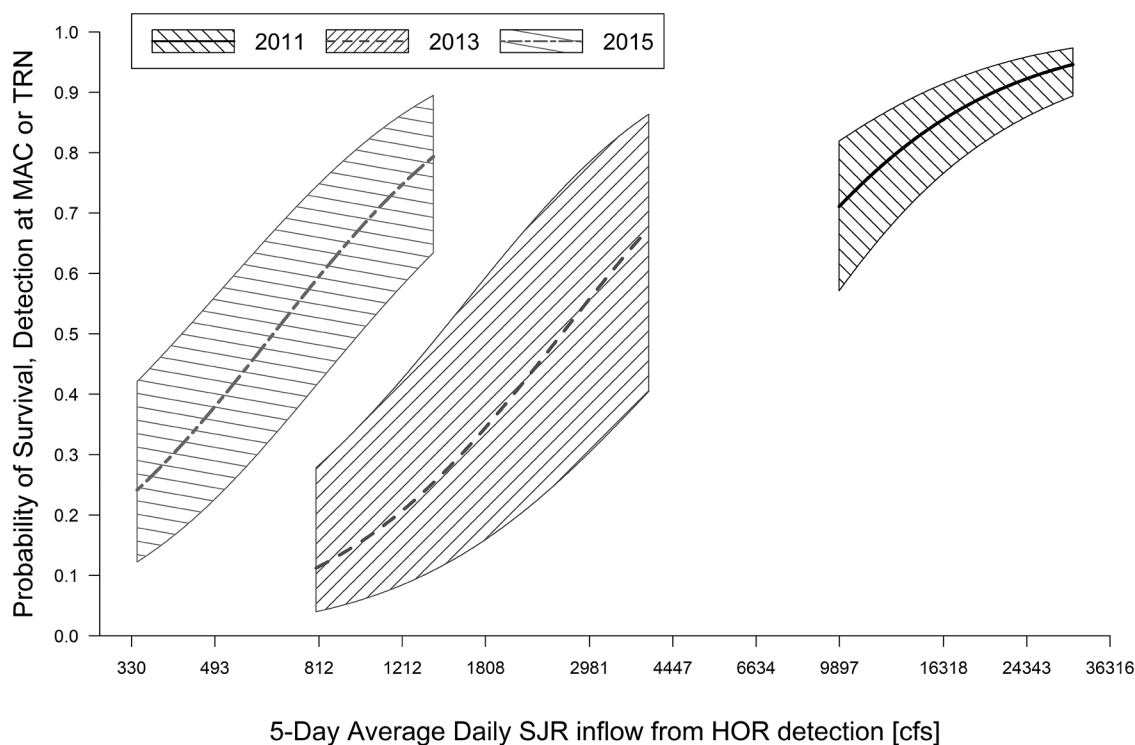 2011 2013 2015
Probability of Survival, Detection at MAC or TRN
1.0
0.9
0.8
0.7
0.6
0.5
0.4
0.3
0.2
0.1
0.0
330 493 812 1212 1808 2981 4447 6634 9897 16318 24343 36316
5-Day Average Daily SJR inflow from HOR detection [cfs]